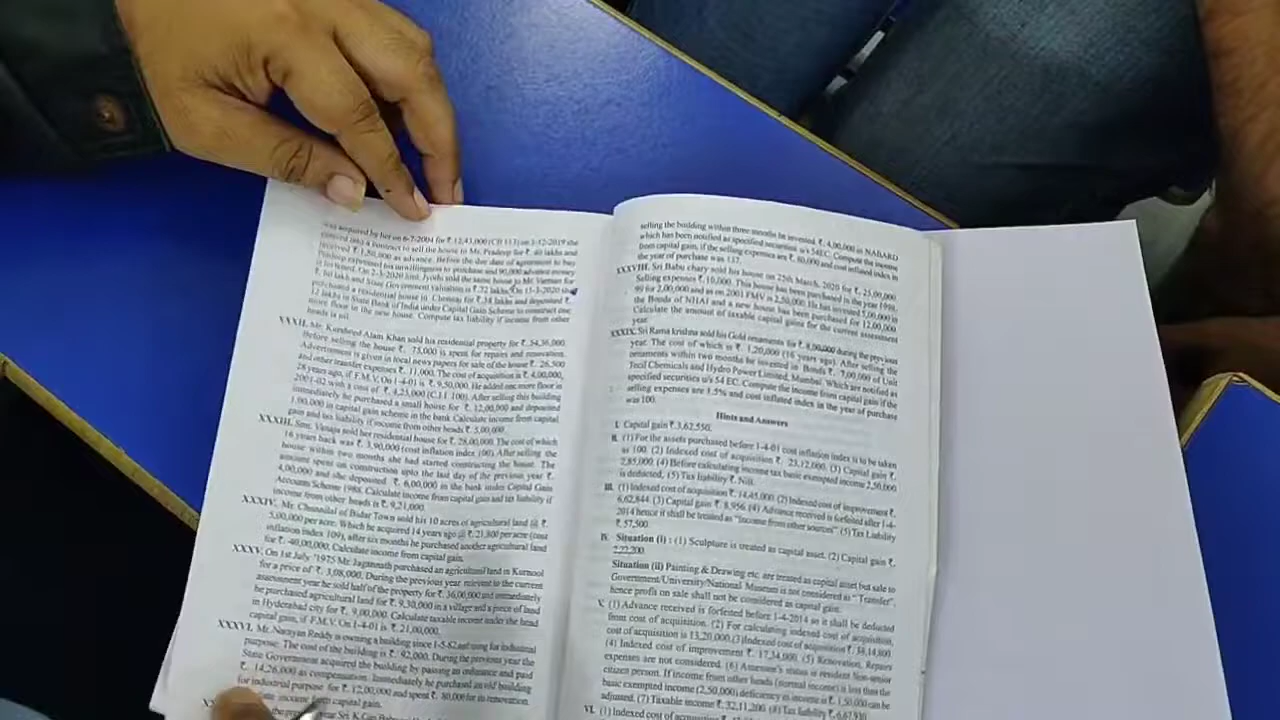 was acquired by her on 6-7-2004 for ₹. 12,43,000 (CII 113) on 3-12-2019 she
entered into a contract to sell the house to Mr. Pradeep for ₹. 60 lakhs and
received ₹. 1,50,000 as advance. Before the due date of agreement to buy
Pradeep expressed his unwillingness to purchase and 90,000 advance money
is forfeited. On 2-3-2020 Smt. Jyothi sold the same house to Mr. Varman for
₹. 70 lakh and Stay Government valuation is ₹. 72 lakhs. On 15-3-2020 she
purchased a residential house in Chennai for ₹. 34 lakhs and deposited ₹.
12 lakhs in State Bank of India under Capital Gain Scheme to construct one
more floor in the new house. Compute tax liability if income from other
heads is nil.
XXXII. Mr. Kursheed Alam Khan sold his residential property for ₹. 54,36,000.
Before selling the house ₹. 75,000 is spent for repairs and renovation.
Advertisement is given in local news papers for sale of the house ₹. 26,500
and other transfer expenses ₹. 11,000. The cost of acquisition is ₹. 4,00,000,
28 years ago, if F.M.V. On 1-4-01 is ₹. 9,50,000. He added one more floor in
2001-02 with a cost of ₹. 4,25,000 (C.I.I. 100). After selling this building
immediately he purchased a small house for ₹. 12,00,000 and deposited
1,00,000 in capital gain scheme in the bank Calculate income from capital
gain and tax liability if income from other heads ₹. 5,00,000.
XXXIII. Smt. Vanaja sold her residential house for ₹. 28,00,000. The cost of which
16 years back was ₹. 3,90,000 (cost inflation index 100). After selling the
house within two months she had started constructing the house. The
amount spent on construction upto the last day of the previous year ₹.
4,00,000 and she deposited ₹. 6,00,000 in the bank under Capital Gain
Accounts Scheme 1988. Calculate income from capital gain and tax liability if
income from other heads is ₹. 9,21,000.
XXXIV. Mr. Chunnilal of Bidar Town sold his 10 acres of agricultural land @ ₹.
5,00,000 per acre. Which he acquired 14 years ago @ ₹. 21,800 per acre (cost
inflation index 109), after six months he purchased another agricultural land
for ₹. 40,00,000. Calculate income from capital gain.
XXXV. On 1st July '1975 Mr. Jagannath purchased an agricultural land in Kurnool
for a price of ₹. 3,08,000. During the previous year relevent to the current
assessment year he sold half of the property for ₹. 36,00,000 and immediately
he purchased agricultural land for ₹. 9,30,000 in a village and a piece of land
in Hyderabad city for ₹. 9,00,000. Calculate taxable income under the head
capital gain, if F.M.V. On 1-4-01 is ₹. 21,00,000.
XXXVI. Mr. Narayan Reddy is owning a building since 1-5-82 and using for industrial
purpose. The cost of the building is ₹. 92,000. During the previous year the
State Government acquired the building by passing an ordinance and paid
₹. 14,26,000 as compensation. Immediately he purchased an old building
for industrial purpose for ₹. 12,00,000 and spent ₹. 80,000 for its renovation.
income from capital gain.
selling the building within three months he invested ₹. 4,00,000 in NABARD
which has been notified as specified securities u/s 54EC. Compute the income
from capital gain, if the selling expenses are ₹. 80,000 and cost inflated index in
the year of purchase was 137.
XXXVIII. Sri Babu chary sold his house on 25th March, 2020 for ₹. 25,00,000
Selling expenses ₹. 10,000. This house has been purchased in the year 1998-
99 for 2,00,000 and as on 2001 FMV is 2,50,000. He has invested 5,00,000 in
the Bonds of NHAI and a new house has been purchased for 12,00,000
Calculate the amount of taxable capital gains for the current assessment
year.
XXXIX. Sri Rama krishna sold his Gold ornaments for ₹. 8,00,000 during the previous
year. The cost of which is ₹. 1,20,000 (16 years ago). After selling the
ornaments within two months he invested in Bonds ₹. 7,00,000 of Unit
Tecil Chemicals and Hydro Power Limited, Mumbai. Which are notified as
specified securities u/s 54 EC. Compute the income from capital gain if the
selling expenses are 1.5% and cost inflated index in the year of purchase
was 100.
Hints and Answers
I. Capital gain ₹. 3,62,550.
II. (1) For the assets purchased before 1-4-01 cost inflation index is to be taken
as 100. (2) Indexed cost of acquisition ₹. 23,12,000. (3) Capital gain ₹.
2,85,000. (4) Before calculating income tax basic exempted income 2,50,000
is deducted, (5) Tax liability ₹. Nill.
III. (1) Indexed cost of acquisition ₹. 14,45,000 (2) Indexed cost of improvement ₹.
6,62,844. (3) Capital gain ₹. 8,956. (4) Advance received is forfeited after 1-4-
2014 hence it shall be treated as "Income from other sources" (5) Tax Liability
₹. 57,500.
IV. Situation (i) : (1) Sculpture is treated as capital asset. (2) Capital gain ₹.
2,22,200.
Situation (ii) Painting & Drawing etc. are treated as capital asset but sale to
Government/University/National Museum is not considered as "Transfer",
hence profit on sale shall not be considered as capital gain.
V. (1) Advance received is forfested before 1-4-2014 so it shall be deducted
from cost of acquisition. (2) For calculating indexed cost of acquisition,
cost of acquisition is 13,20,000. (3) Indexed cost of acquisition ₹. 38,14,800
(4) Indexed cost of improvement ₹. 17,34,000. (5) Renovation, Repairs
expenses are not considered. (6) Assessee's status is resident Non-senior
citizen person. If income from other heads (normal income) is less than the
basic exempted income (2,50,000) deficiency in income is ₹. 1,50,000 can be
adjusted. (7) Taxable income ₹. 32,11,200. (8) Tax liability ₹. 6,67,930.
VI. (1) Indexed cost of acquisition